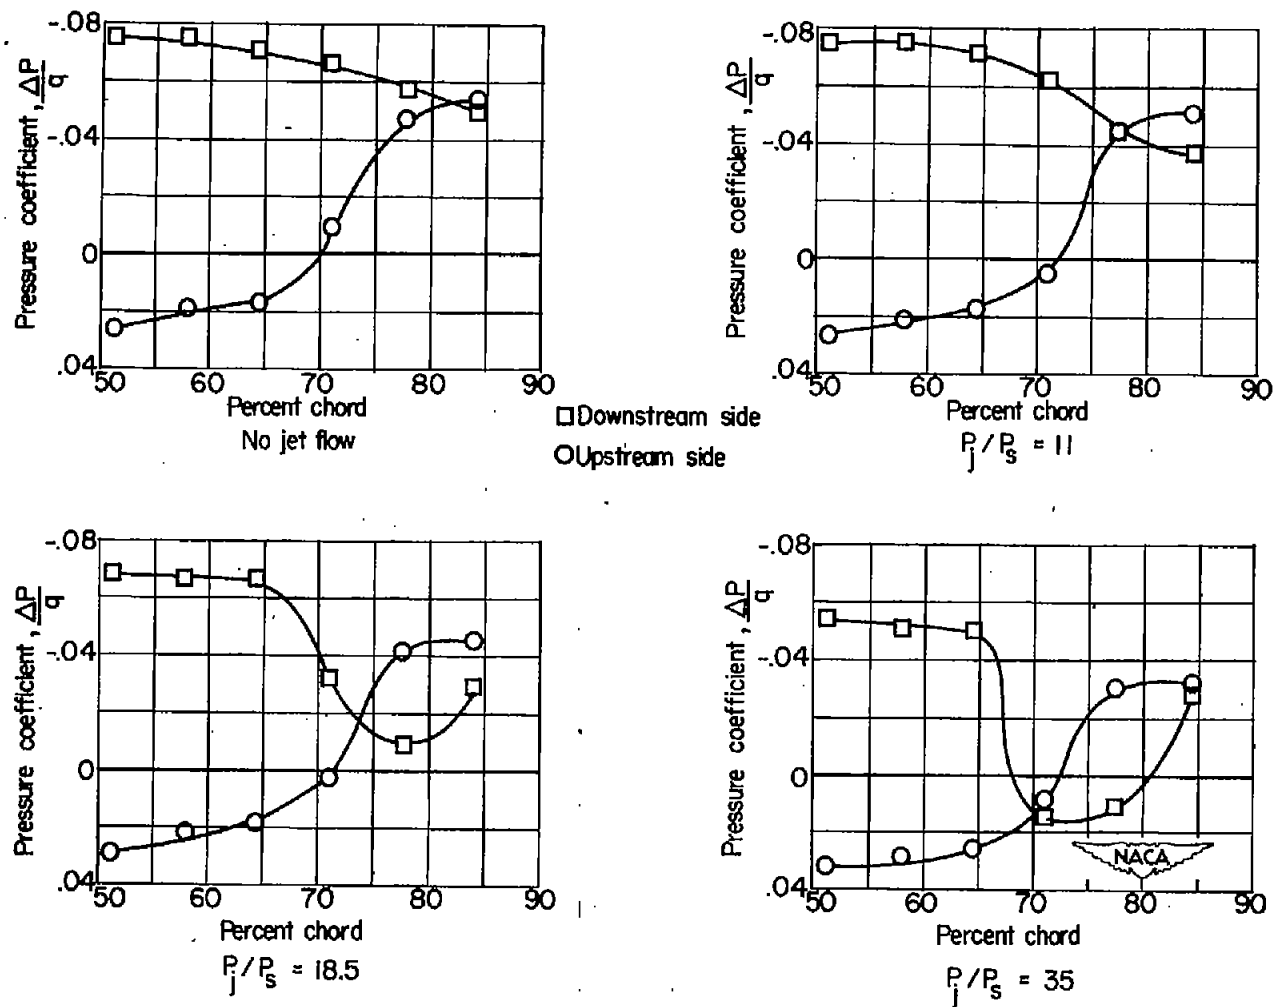 -.08
-.04
0
.04
Pressure coefficient, ΔP/q
50 60 70 80 90
Percent chord
No jet flow
-.08
-.04
0
.04
Pressure coefficient, ΔP/q
50 60 70 80 90
Percent chord
Pj/Ps = 11
Downstream side
Upstream side
-.08
-.04
0
.04
Pressure coefficient, ΔP/q
50 60 70 80 90
Percent chord
Pj/Ps = 18.5
-.08
-.04
0
.04
Pressure coefficient, ΔP/q
NACA
50 60 70 80 90
Percent chord
Pj/Ps = 35